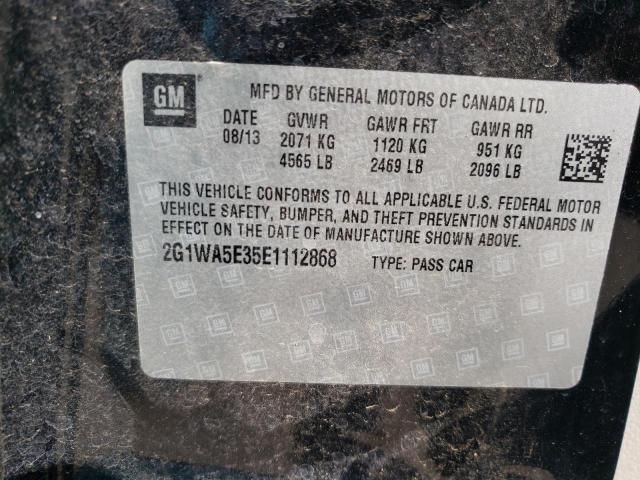 GM
MFD BY GENERAL MOTORS OF CANADA LTD.
DATE GVWR GAWR FRT GAWR RR
08/13 2071 KG 1120 KG 951 KG
4565 LB 2469 LB 2096 LB
THIS VEHICLE CONFORMS TO ALL APPLICABLE U.S. FEDERAL MOTOR
VEHICLE SAFETY, BUMPER, AND THEFT PREVENTION STANDARDS IN
EFFECT ON THE DATE OF MANUFACTURE SHOWN ABOVE.
2G1WA5E35E1112868 TYPE: PASS CAR